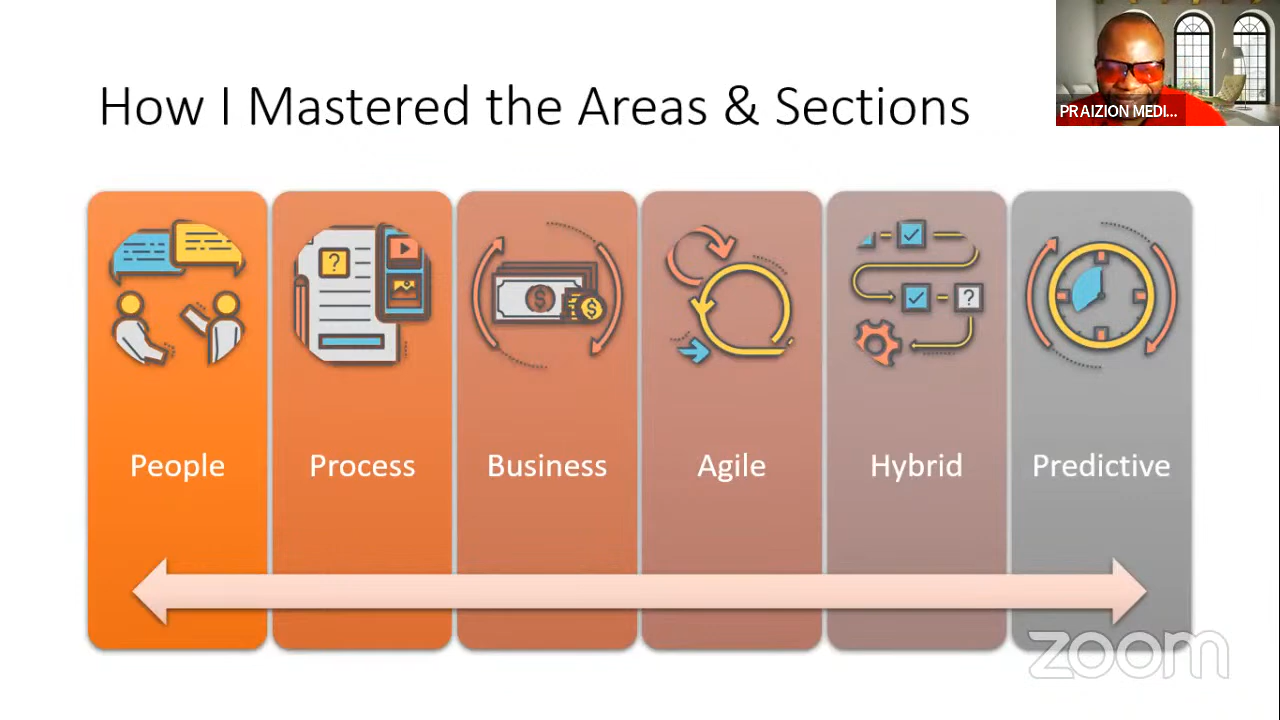 How I Mastered the Areas & Sections
PRAIZION MEDI...
?
People
Process
Business
Agile
Hybrid
Predictive
zoom